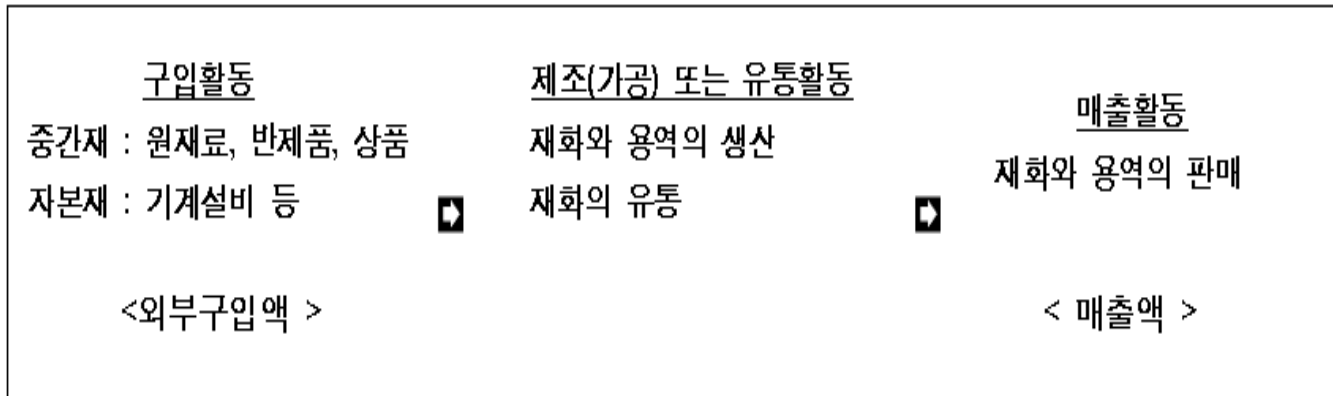 구입활동
중간재 : 원재료, 반제품, 상품
자본재 : 기계설비 등
<외부구입액 >
제조(가공) 또는 유통활동
재화와 용역의 생산
재화의 유통
매출활동
재화와 용역의 판매
< 매출액 >